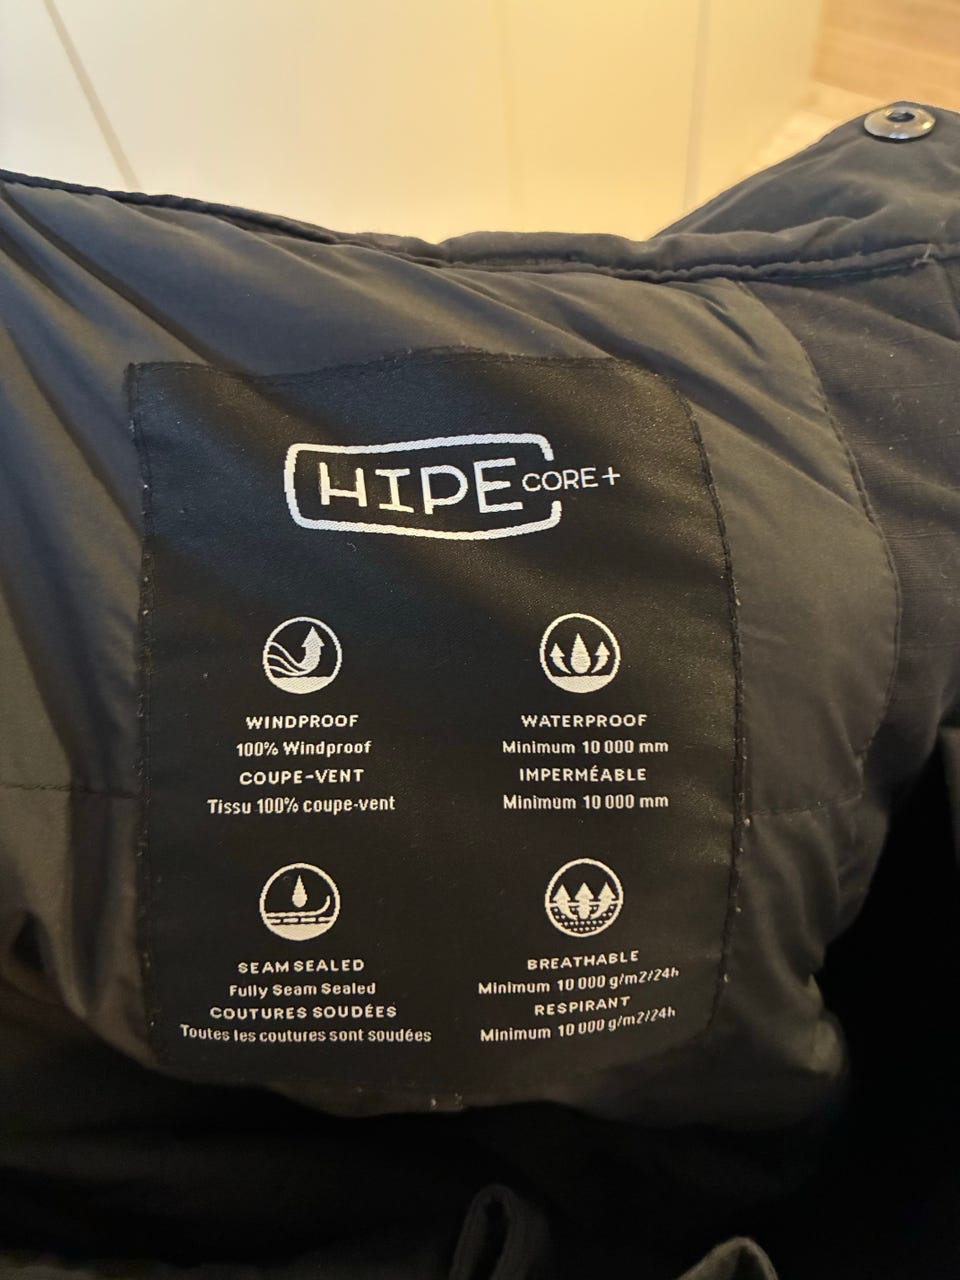 HIPE CORE+
WINDPROOF
100% Windproof
COUPE-VENT
Tissu 100% coupe-vent
WATERPROOF
Minimum 10 000 mm
IMPERMÉABLE
Minimum 10 000 mm
SEAM SEALED
Fully Seam Sealed
COUTURES SOUDÉES
Toutes les coutures sont soudées
BREATHABLE
Minimum 10 000 g/m2/24h
RESPIRANT
Minimum 10 000 g/m2/24h